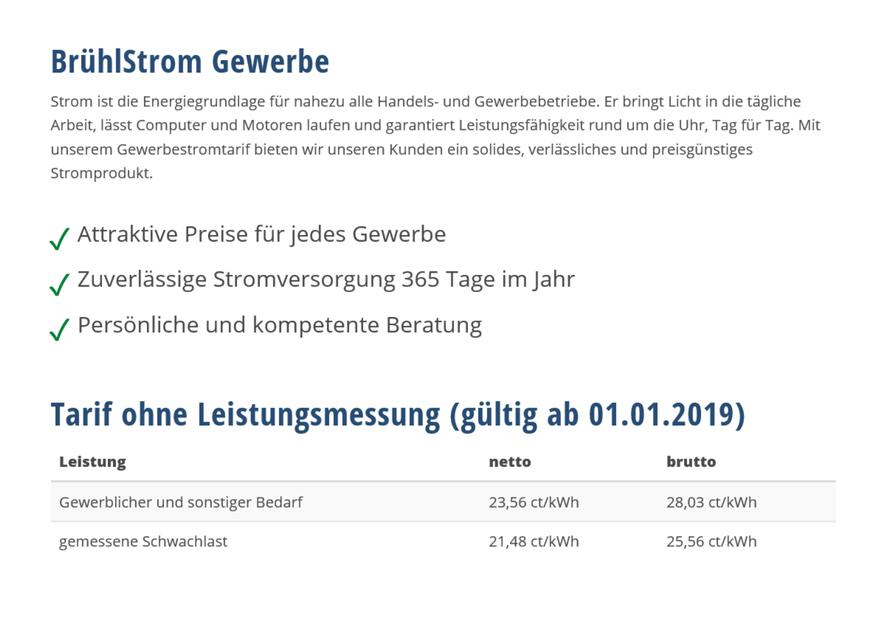 BrühlStrom Gewerbe
Strom ist die Energiegrundlage für nahezu alle Handels- und Gewerbebetriebe. Er bringt Licht in die tägliche
Arbeit, lässt Computer und Motoren laufen und garantiert Leistungsfähigkeit rund um die Uhr, Tag für Tag. Mit
unserem Gewerbestromtarif bieten wir unseren Kunden ein solides, verlässliches und preisgünstiges
Stromprodukt.
Attraktive Preise für jedes Gewerbe
Zuverlässige Stromversorgung 365 Tage im Jahr
Persönliche und kompetente Beratung
Tarif ohne Leistungsmessung (gültig ab 01.01.2019)
Leistung netto brutto
Gewerblicher und sonstiger Bedarf 23,56 ct/kWh 28,03 ct/kWh
gemessene Schwachlast 21,48 ct/kWh 25,56 ct/kWh